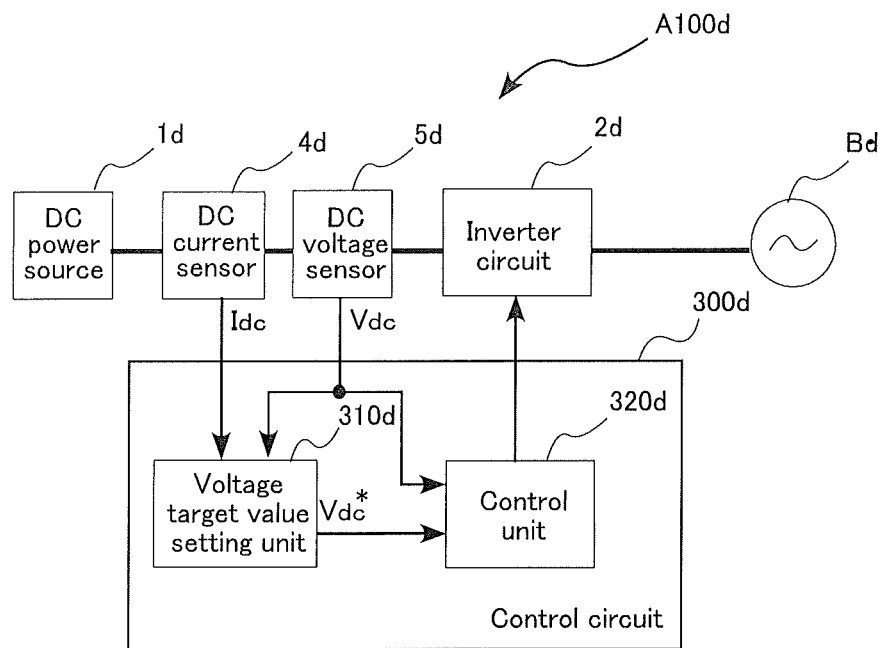 A100d
1d
4d
5d
2d
Bd
DC
power
source
DC
current
sensor
DC
voltage
sensor
Inverter
circuit
Idc
Vdc
300d
310d
320d
Voltage
target value
setting unit
Vdc*
Control
unit
Control circuit